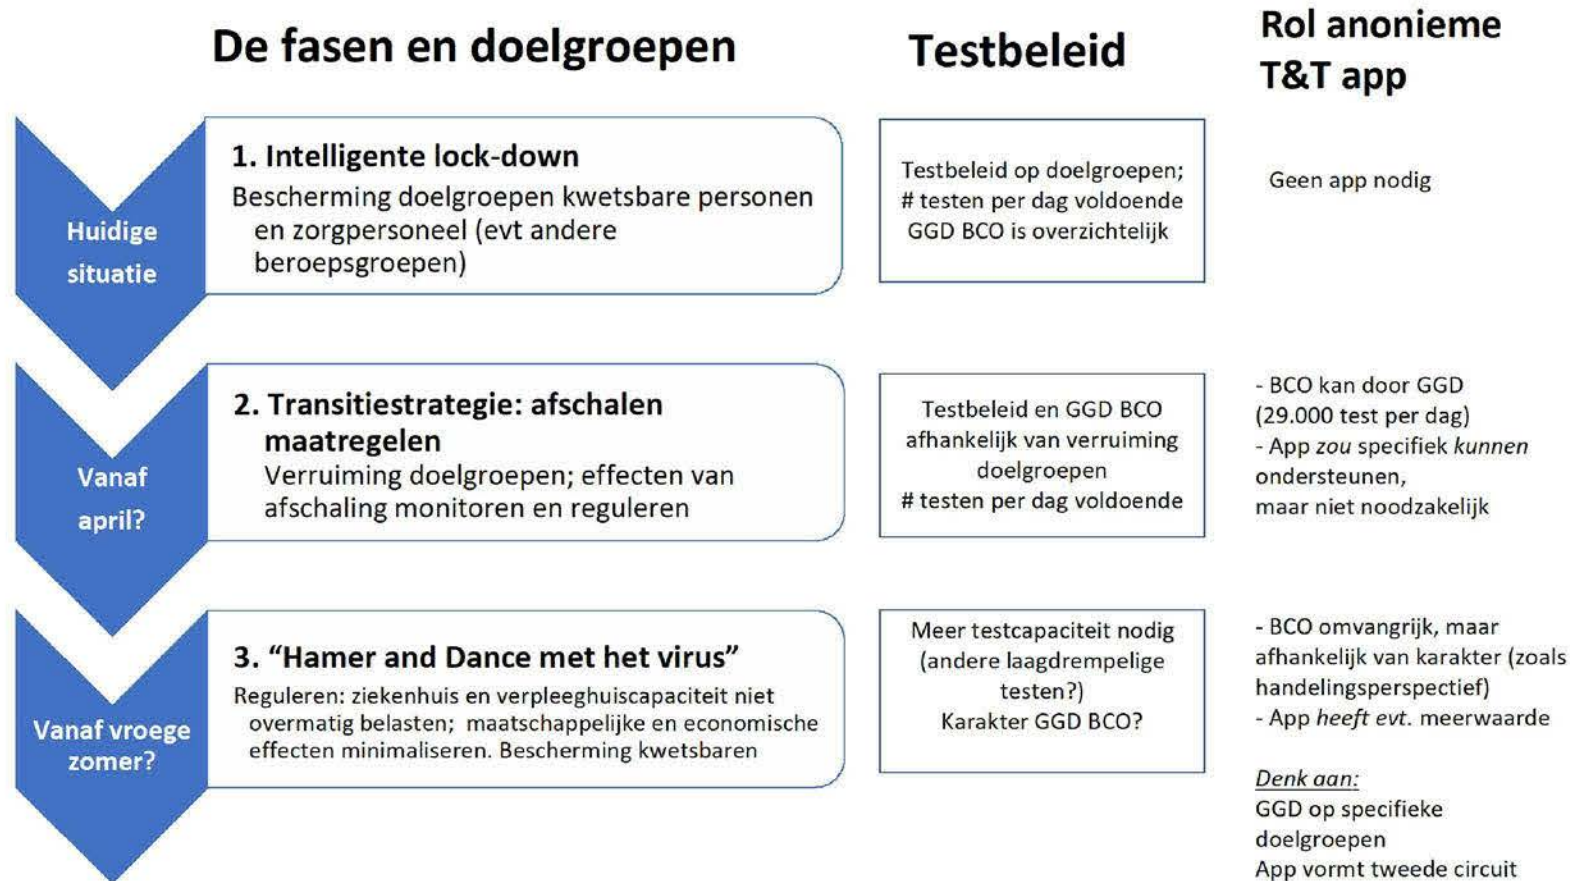 De fasen en doelgroepen
Testbeleid
Rol anonieme
T&T app
Huidige
situatie
1. Intelligente lock-down
Bescherming doelgroepen kwetsbare personen
en zorgpersoneel (evt andere
beroepsgroepen)
Testbeleid op doelgroepen;
# testen per dag voldoende
GGD BCO is overzichtelijk
Geen app nodig
Vanaf
april?
2. Transitiestrategie: afschalen
maatregelen
Verruiming doelgroepen; effecten van
afschaling monitoren en reguleren
Testbeleid en GGD BCO
afhankelijk van verruiming
doelgroepen
# testen per dag voldoende
- BCO kan door GGD
(29.000 test per dag)
- App zou specifiek kunnen
ondersteunen,
maar niet noodzakelijk
Vanaf vroege
zomer?
3. “Hamer and Dance met het virus”
Reguleren: ziekenhuis en verpleeghuiscapaciteit niet
overmatig belasten; maatschappelijke en economische
effecten minimaliseren. Bescherming kwetsbaren
Meer testcapaciteit nodig
(andere laagdrempelige
testen?)
Karakter GGD BCO?
- BCO omvangrijk, maar
afhankelijk van karakter (zoals
handelingsperspectief)
- App heeft evt. meerwaarde
Denk aan:
GGD op specifieke
doelgroepen
App vormt tweede circuit